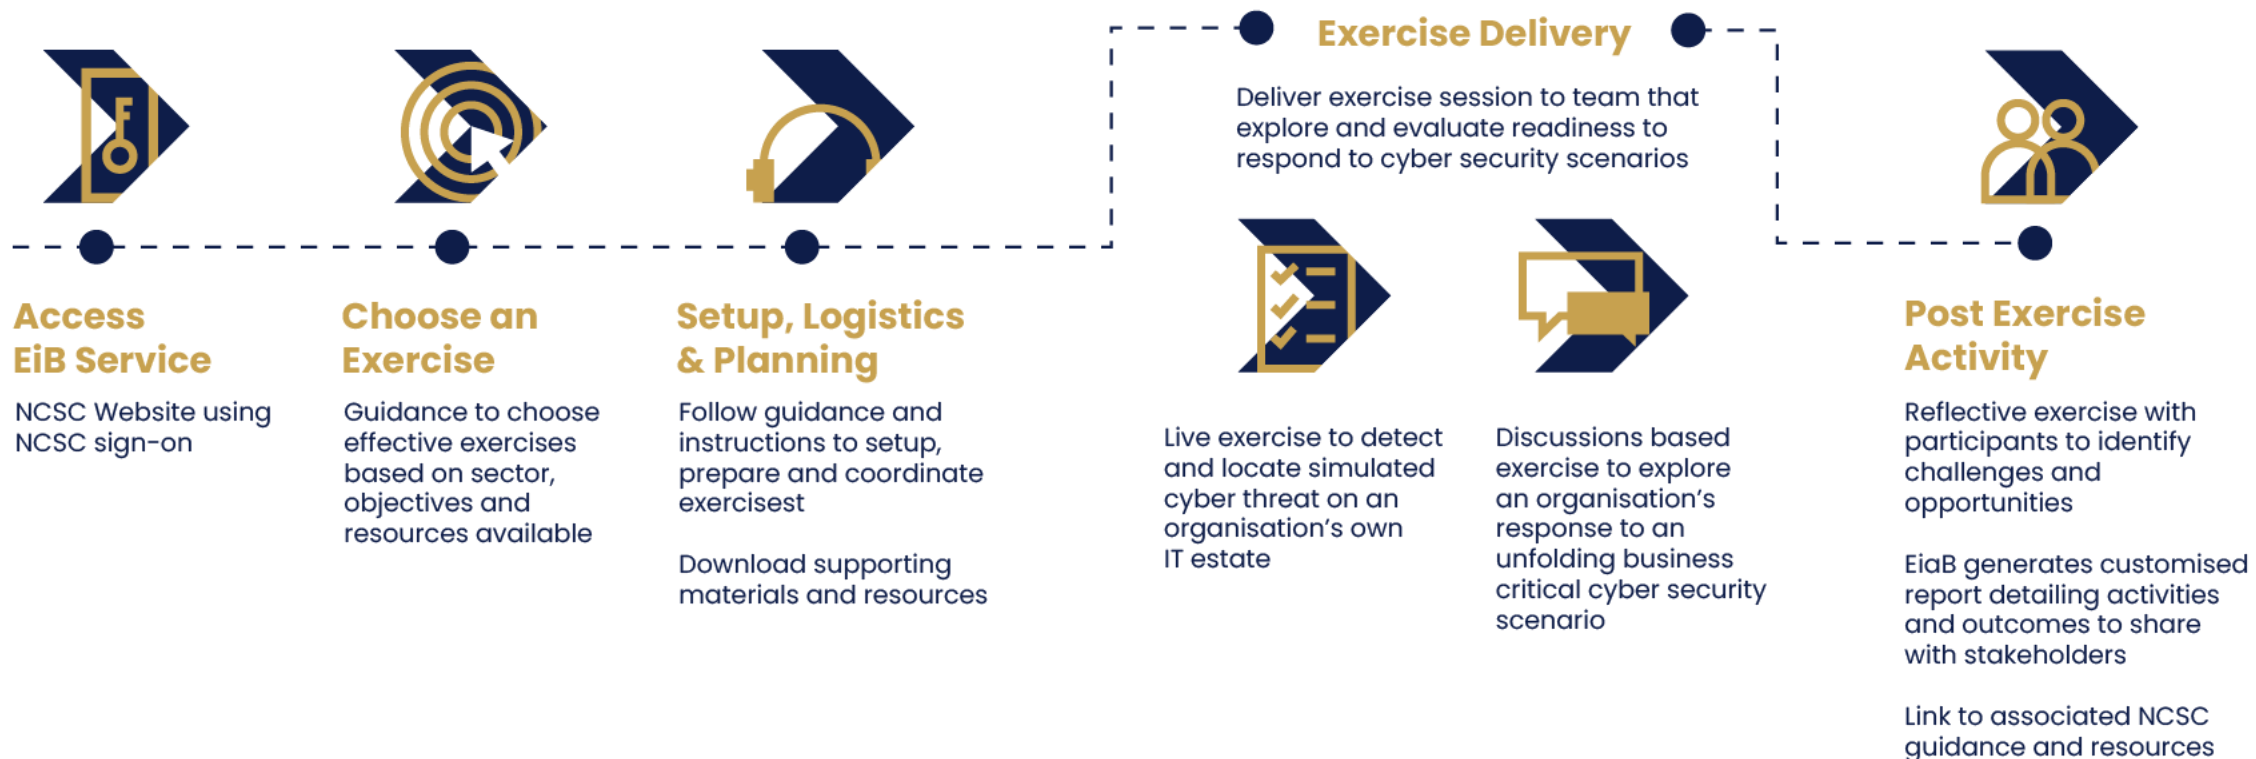 Access
EiB Service
NCSC Website using
NCSC sign-on
Choose an
Exercise
Guidance to choose
effective exercises
based on sector,
objectives and
resources available
Setup, Logistics
& Planning
Follow guidance and
instructions to setup,
prepare and coordinate
exercisest
Download supporting
materials and resources
Exercise Delivery
Deliver exercise session to team that
explore and evaluate readiness to
respond to cyber security scenarios
Live exercise to detect
and locate simulated
cyber threat on an
organisation's own
IT estate
Discussions based
exercise to explore
an organisation's
response to an
unfolding business
critical cyber security
scenario
Post Exercise
Activity
Reflective exercise with
participants to identify
challenges and
opportunities
EiaB generates customised
report detailing activities
and outcomes to share
with stakeholders
Link to associated NCSC
guidance and resources